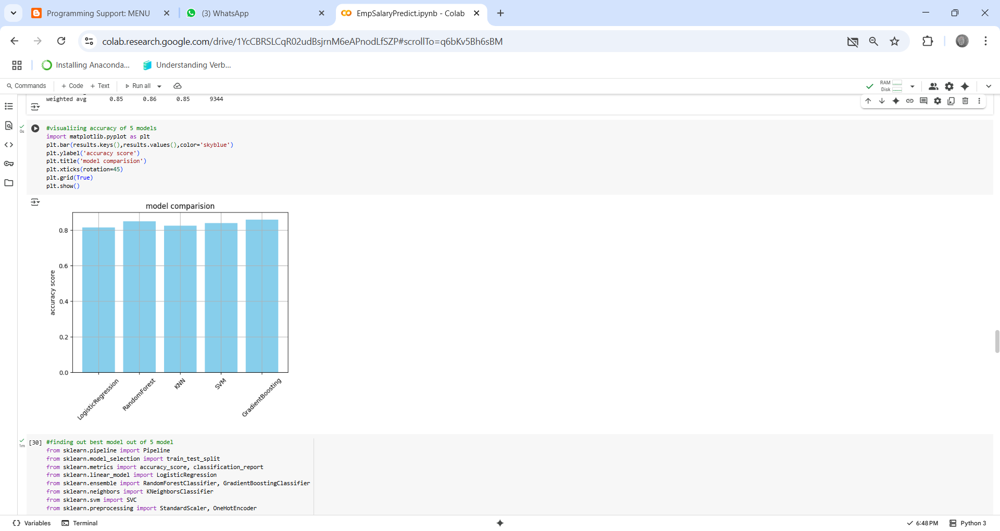 Programming Support: MENU
(3) WhatsApp
EmpSalaryPredict.ipynb - Colab
colab.research.google.com/drive/1YcCBRSLCqR02udBsjrnM6eAPnodLfSZP#scrollTo=q6bKv5Bh6sBM
Installing Anaconda...
Understanding Verb...
Commands
+ Code
+ Text
Run all
RAM
Disk
weighted avg 0.85 0.86 0.85 9344
0s
#visualizing accuracy of 5 models
import matplotlib.pyplot as plt
plt.bar(results.keys(),results.values(),color='skyblue')
plt.ylabel('accuracy score')
plt.title('model comparision')
plt.xticks(rotation=45)
plt.grid(True)
plt.show()
model comparision
0.8
0.6
0.4
0.2
0.0
accuracy score
LogisticRegression
RandomForest
KNN
SVM
GradientBoosting
1m
[30] #finding out best model out of 5 model
from sklearn.pipeline import Pipeline
from sklearn.model_selection import train_test_split
from sklearn.metrics import accuracy_score, classification_report
from sklearn.linear_model import LogisticRegression
from sklearn.ensemble import RandomForestClassifier, GradientBoostingClassifier
from sklearn.neighbors import KNeighborsClassifier
from sklearn.svm import SVC
from sklearn.preprocessing import StandardScaler, OneHotEncoder
Variables
Terminal
6:48 PM
Python 3